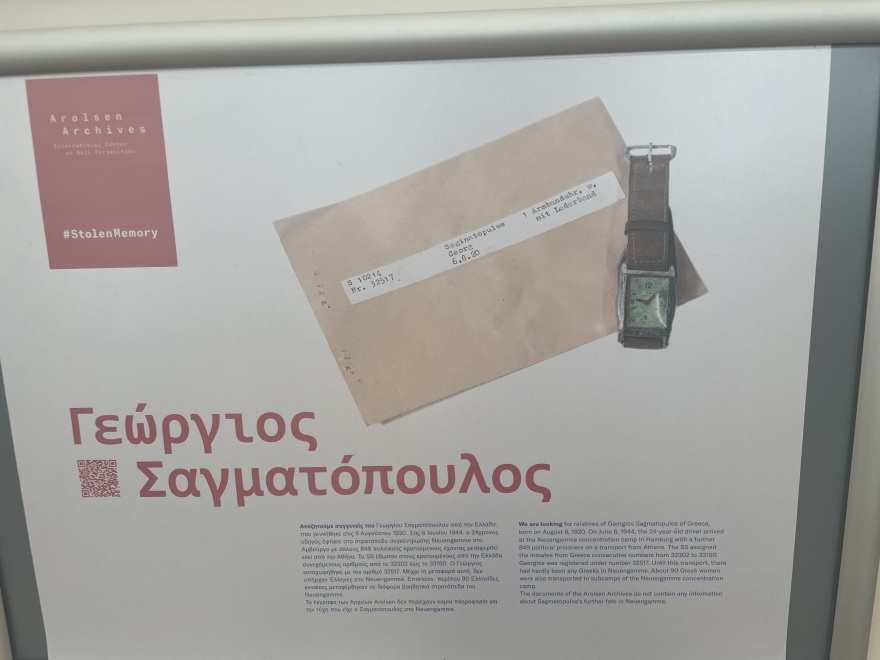 Arolsen
Archives
International Center
on Nazi Persecution
#StolenMemory
S 10214
Nr. 32517
Saginatopulos
Georg
6.8.20
1 Armbanduhr, w.
mit Lederband
Γεώργιος
Σαγματόπουλος
Αναζητούμε συγγενείς του Γεωργίου Σαγματόπουλου από την Ελλάδα,
που γεννήθηκε στις 6 Αυγούστου 1920. Στις 6 Ιουνίου 1944, ο 24χρονος
οδηγός έφτασε στο στρατόπεδο συγκέντρωσης Neuengamme στο
Αμβούργο με άλλους 849 πολιτικούς κρατούμενους έχοντας μεταφερθεί
εκεί από την Αθήνα. Τα SS έδωσαν στους κρατούμενους από την Ελλάδα
συνεχόμενους αριθμούς από το 32302 έως το 33150. Ο Γεώργιος
καταχωρήθηκε με τον αριθμό 32517. Μέχρι τη μεταφορά αυτή, δεν
υπήρχαν Έλληνες στο Neuengamme. Επιπλέον, περίπου 90 Ελληνίδες
γυναίκες μεταφέρθηκαν σε διάφορα βοηθητικά στρατόπεδα του
Neuengamme.
Τα έγγραφα των Αρχείων Arolsen δεν παρέχουν καμία πληροφορία για
την τύχη που είχε ο Σαγματόπουλος στο Neuengamme.
We are looking for relatives of Georgios Sagmatopulos of Greece,
born on August 6, 1920. On June 6, 1944, the 24-year-old driver arrived
at the Neuengamme concentration camp in Hamburg with a further
849 political prisoners on a transport from Athens. The SS assigned
the inmates from Greece consecutive numbers from 32302 to 33150.
Georgios was registered under number 32517. Until this transport, there
had hardly been any Greeks in Neuengamme. About 90 Greek women
were also transported to subcamps of the Neuengamme concentration
camp.
The documents of the Arolsen Archives do not contain any information
about Sagmatopulos's further fate in Neuengamme.